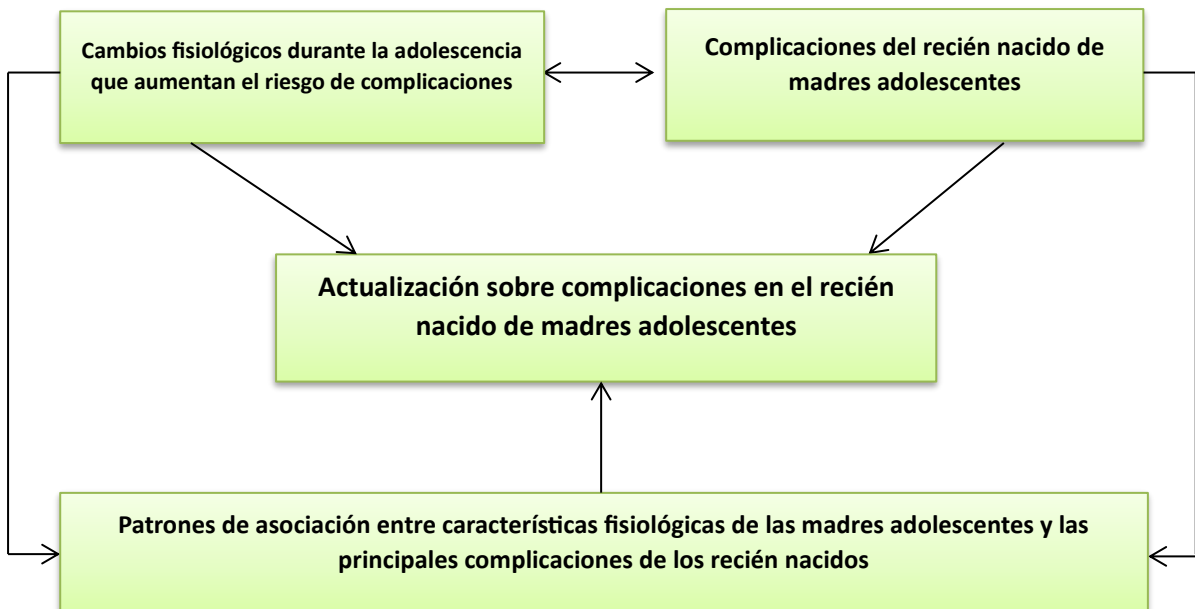 Cambios fisiológicos durante la adolescencia
que aumentan el riesgo de complicaciones
Complicaciones del recién nacido de
madres adolescentes
Actualización sobre complicaciones en el recién
nacido de madres adolescentes
Patrones de asociación entre características fisiológicas de las madres adolescentes y las
principales complicaciones de los recién nacidos